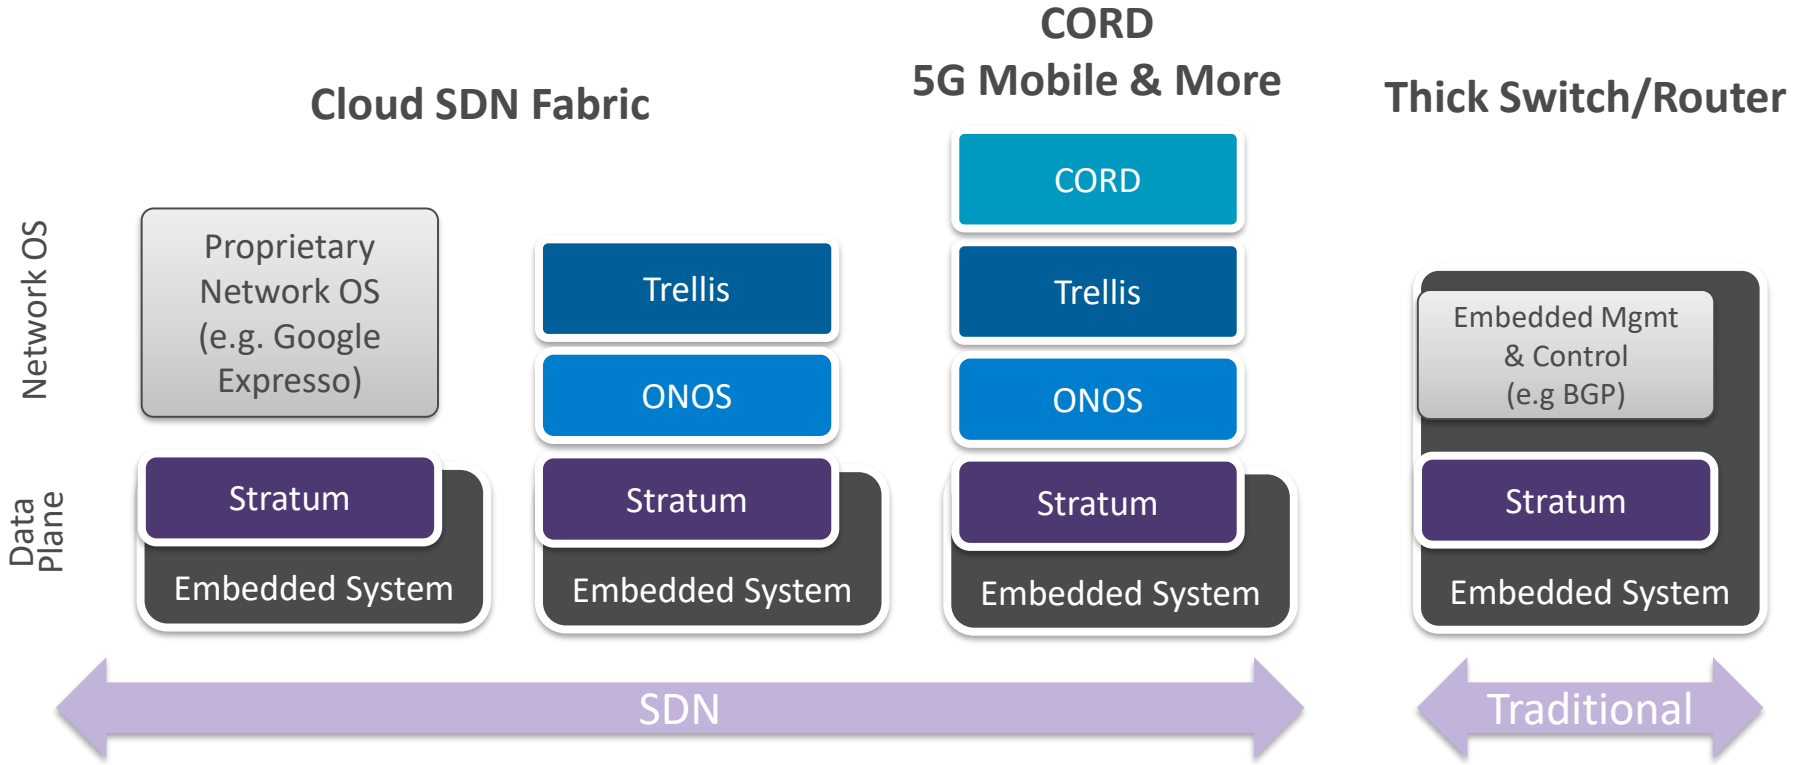 CORD
5G Mobile & More
Cloud SDN Fabric
Thick Switch/Router
Network OS
Data
Plane
Proprietary
Network OS
(e.g. Google
Expresso)
Stratum
Embedded System
Trellis
ONOS
Stratum
Embedded System
CORD
Trellis
ONOS
Stratum
Embedded System
Embedded Mgmt
& Control
(e.g BGP)
Stratum
Embedded System
SDN
Traditional